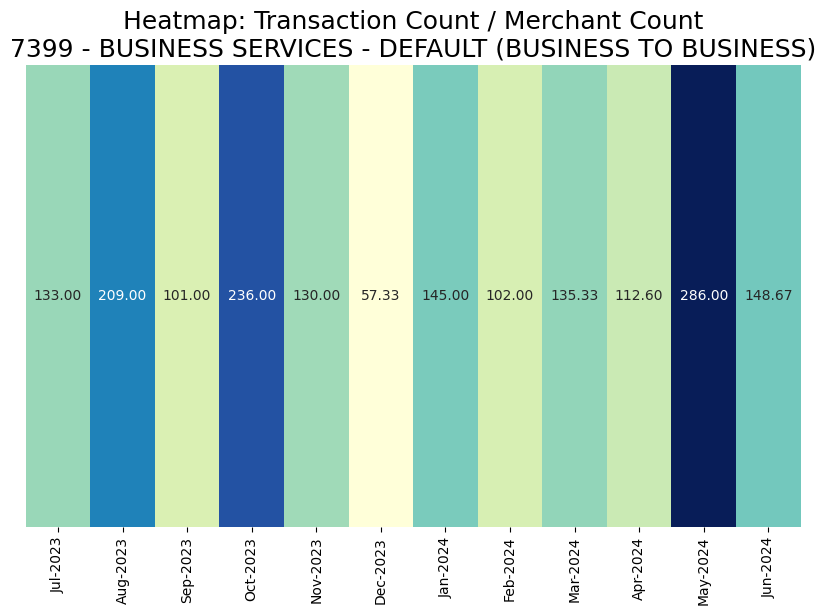 Heatmap: Transaction Count / Merchant Count
7399 - BUSINESS SERVICES - DEFAULT (BUSINESS TO BUSINESS)
133.00 209.00 101.00 236.00 130.00 57.33 145.00 102.00 135.33 112.60 286.00 148.67
Jul-2023 Aug-2023 Sep-2023 Oct-2023 Nov-2023 Dec-2023 Jan-2024 Feb-2024 Mar-2024 Apr-2024 May-2024 Jun-2024